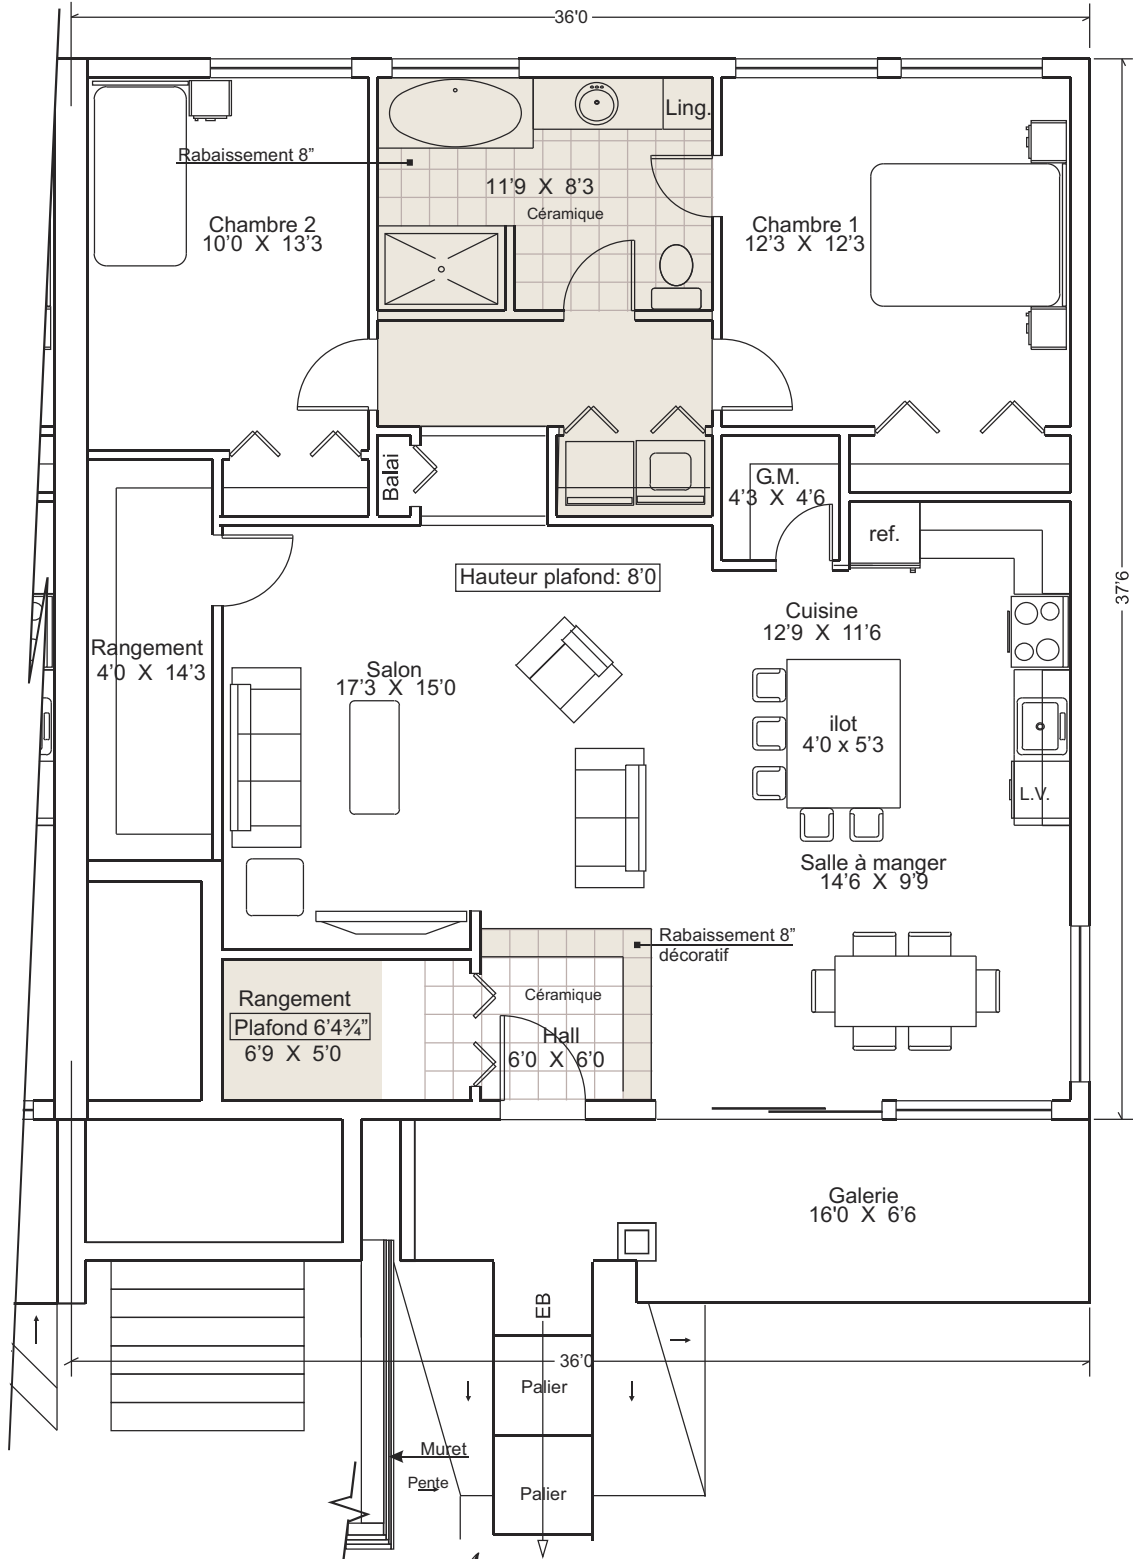 36'0
Ling.
Rabaissement 8"
11'9 X 8'3
Céramique
Chambre 2
10'0 X 13'3
Chambre 1
12'3 X 12'3
Balai
G.M.
4'3 X 4'6
ref.
Hauteur plafond: 8'0
37'6
Cuisine
12'9 X 11'6
Rangement
4'0 X 14'3
Salon
17'3 X 15'0
ilot
4'0 x 5'3
L.V.
Salle à manger
14'6 X 9'9
Rabaissement 8"
décoratif
Rangement
Plafond 6'4¾"
6'9 X 5'0
Céramique
Hall
6'0 X 6'0
Galerie
16'0 X 6'6
EB
36'0
Palier
Muret
Pente
Palier